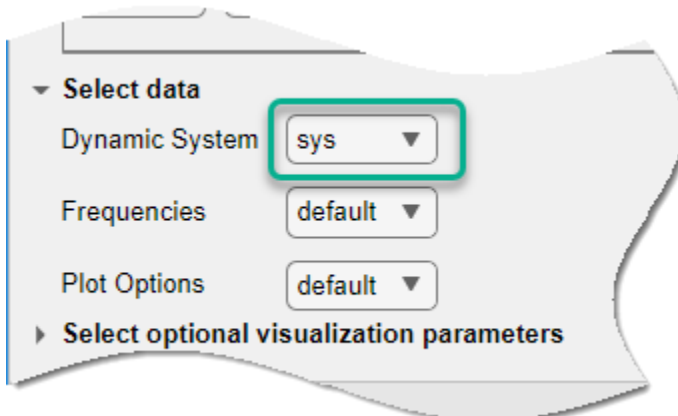 Select data
Dynamic System sys
Frequencies default
Plot Options default
Select optional visualization parameters